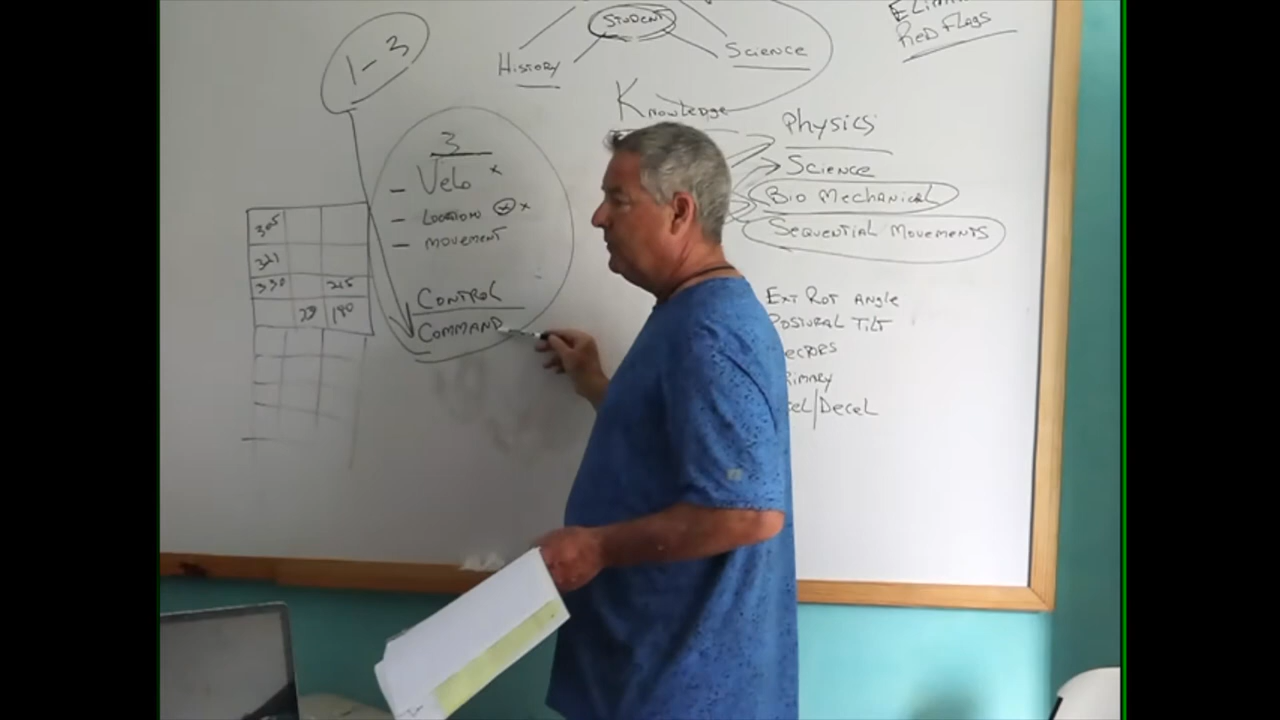 STUDENT
HISTORY
SCIENCE
RED FLAGS
1-3
KNOWLEDGE
PHYSICS
SCIENCE
BIO MECHANICAL
SEQUENTIAL MOVEMENTS
3
- VELO x
- LOCATION x x
- MOVEMENT
CONTROL
COMMAND
305
321
330 215
190
EXT ROT ANGLE
POSTURAL TILT
/DECEL